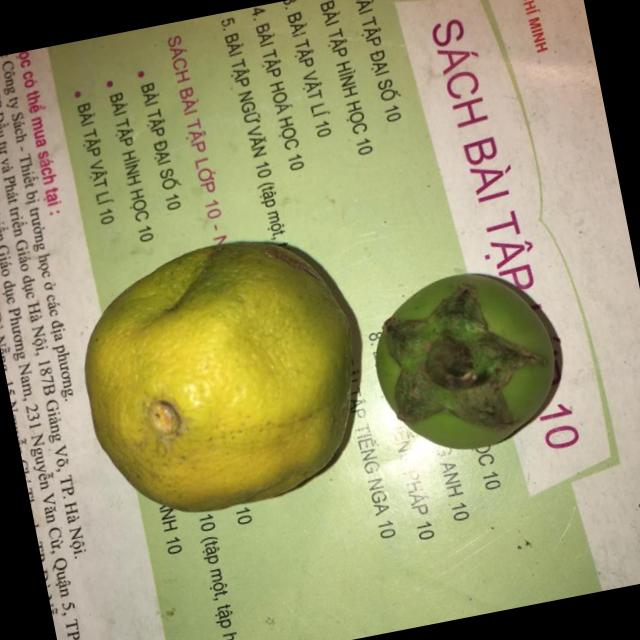 CHÍ MINH
SÁCH BÀI TẬP
10
BÀI TẬP ĐẠI SỐ 10
BÀI TẬP HÌNH HỌC 10
3. BÀI TẬP VẬT LÍ 10
4. BÀI TẬP HOÁ HỌC 10
5. BÀI TẬP NGỮ VĂN 10 (tập một,
8.
TẬP TIẾNG NGA 10
PHÁP 10
ANH 10
10
SÁCH BÀI TẬP LỚP 10 - N
• BÀI TẬP ĐẠI SỐ 10
• BÀI TẬP HÌNH HỌC 10
• BÀI TẬP VẬT LÍ 10
10
10 (tập một, tập h
ANH 10
ọc có thể mua sách tại :
Công ty Sách - Thiết bị trường học ở các địa phương.
Đầu tư và Phát triển Giáo dục Hà Nội, 187B Giảng Võ, TP. Hà Nội.
Giáo dục Phương Nam, 231 Nguyễn Văn Cừ, Quận 5, TP